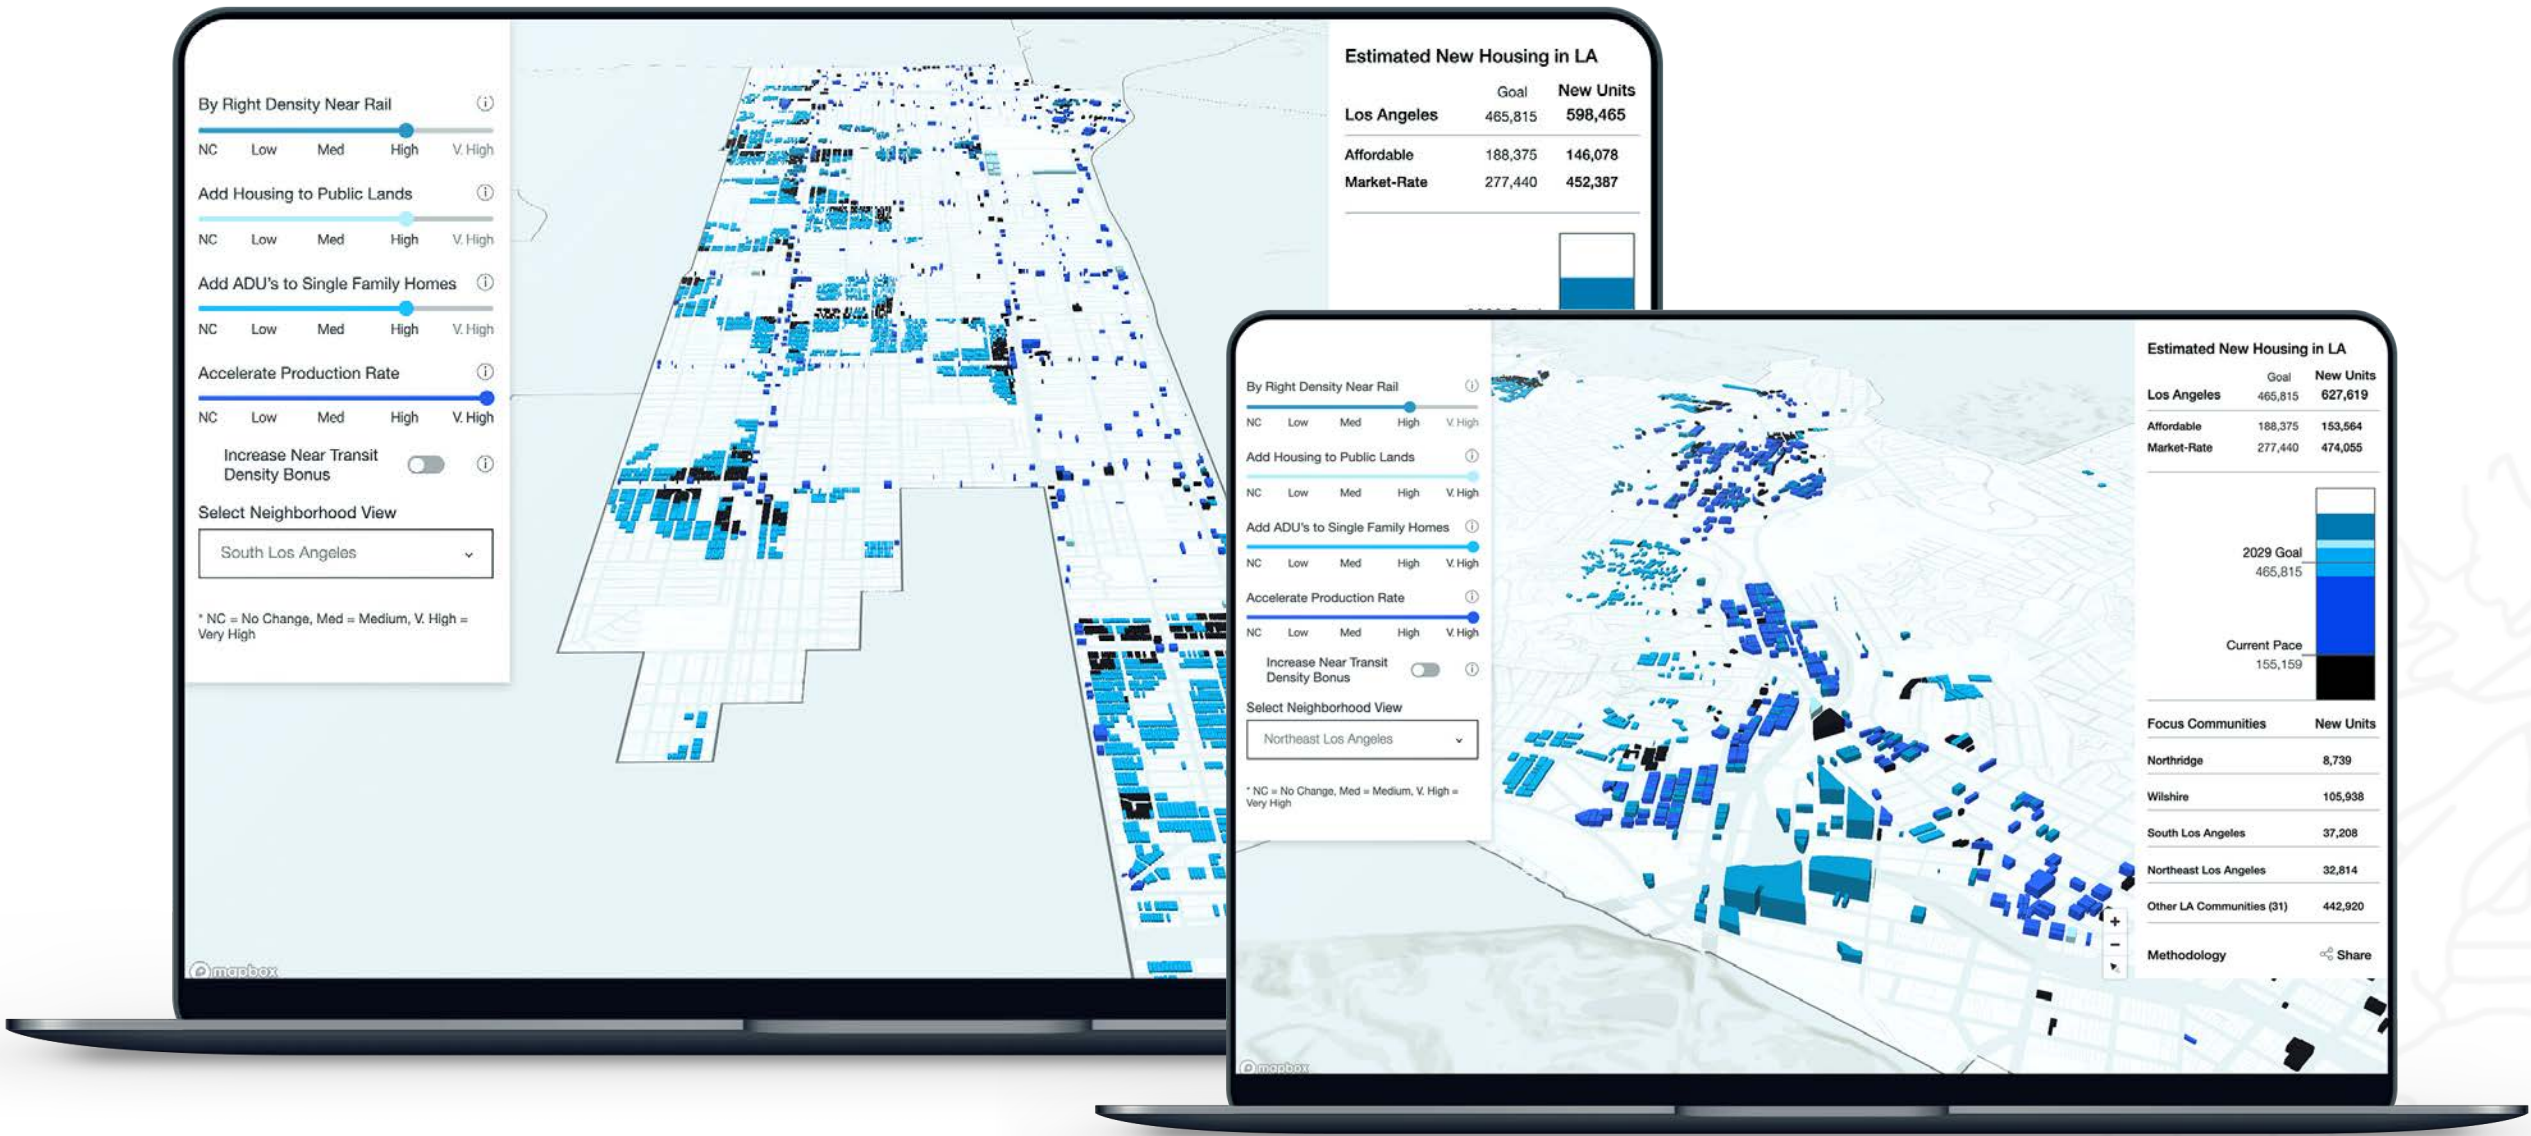 By Right Density Near Rail
NC Low Med High V. High
Add Housing to Public Lands
NC Low Med High V. High
Add ADU's to Single Family Homes
NC Low Med High V. High
Accelerate Production Rate
NC Low Med High V. High
Increase Near Transit
Density Bonus
Select Neighborhood View
South Los Angeles
* NC = No Change, Med = Medium, V. High =
Very High
mapbox
Estimated New Housing in LA
Goal New Units
Los Angeles 465,815 598,465
Affordable 188,375 146,078
Market-Rate 277,440 452,387
By Right Density Near Rail
NC Low Med High V. High
Add Housing to Public Lands
NC Low Med High V. High
Add ADU's to Single Family Homes
NC Low Med High V. High
Accelerate Production Rate
NC Low Med High V. High
Increase Near Transit
Density Bonus
Select Neighborhood View
Northeast Los Angeles
* NC = No Change, Med = Medium, V. High =
Very High
mapbox
Estimated New Housing in LA
Goal New Units
Los Angeles 465,815 627,619
Affordable 188,375 153,564
Market-Rate 277,440 474,055
2029 Goal
465,815
Current Pace
155,159
Focus Communities New Units
Northridge 8,739
Wilshire 105,938
South Los Angeles 37,208
Northeast Los Angeles 32,814
Other LA Communities (31) 442,920
Methodology Share